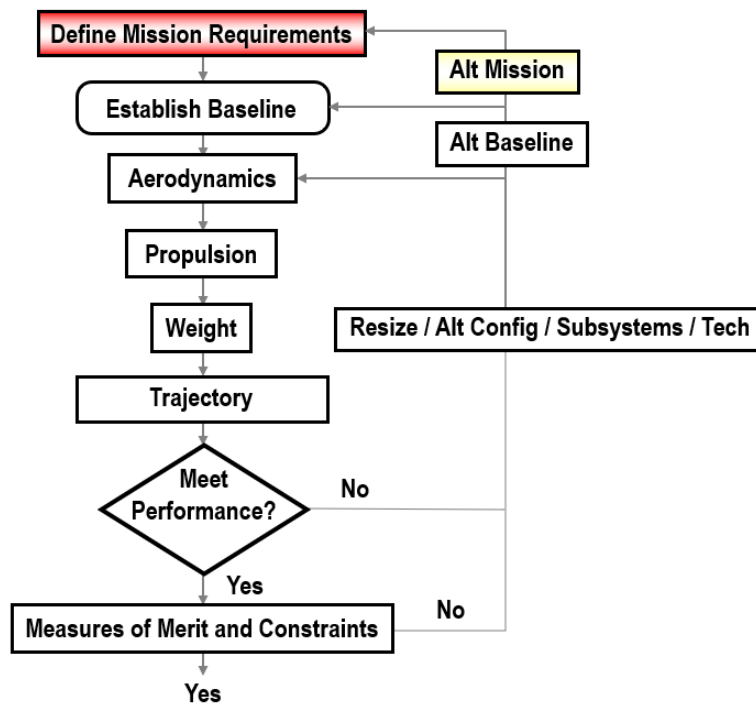 Define Mission Requirements
Alt Mission
Establish Baseline
Alt Baseline
Aerodynamics
Propulsion
Weight
Resize / Alt Config / Subsystems / Tech
Trajectory
Meet
Performance?
No
Yes
Measures of Merit and Constraints
No
Yes